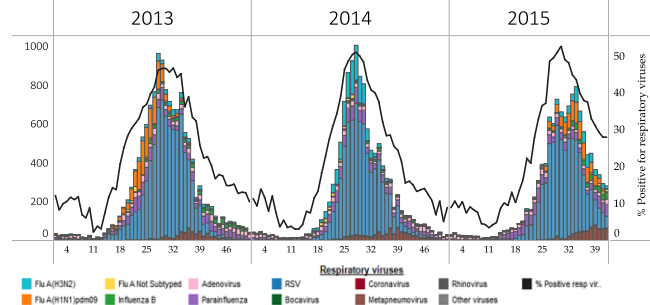 2013 2014 2015
1000
800
600
400
200
0
50
40
30
20
10
0
% Positive for respiratory viruses
4 11 18 25 32 39 46 4 11 18 25 32 39 46 4 11 18 25 32 39
Respiratory viruses
Flu A(H3N2) Flu A Not Subtyped Adenovirus RSV Coronavirus Rhinovirus % Positive resp vir..
Flu A(H1N1)pdm09 Influenza B Parainfluenza Bocavirus Metapneumovirus Other viruses